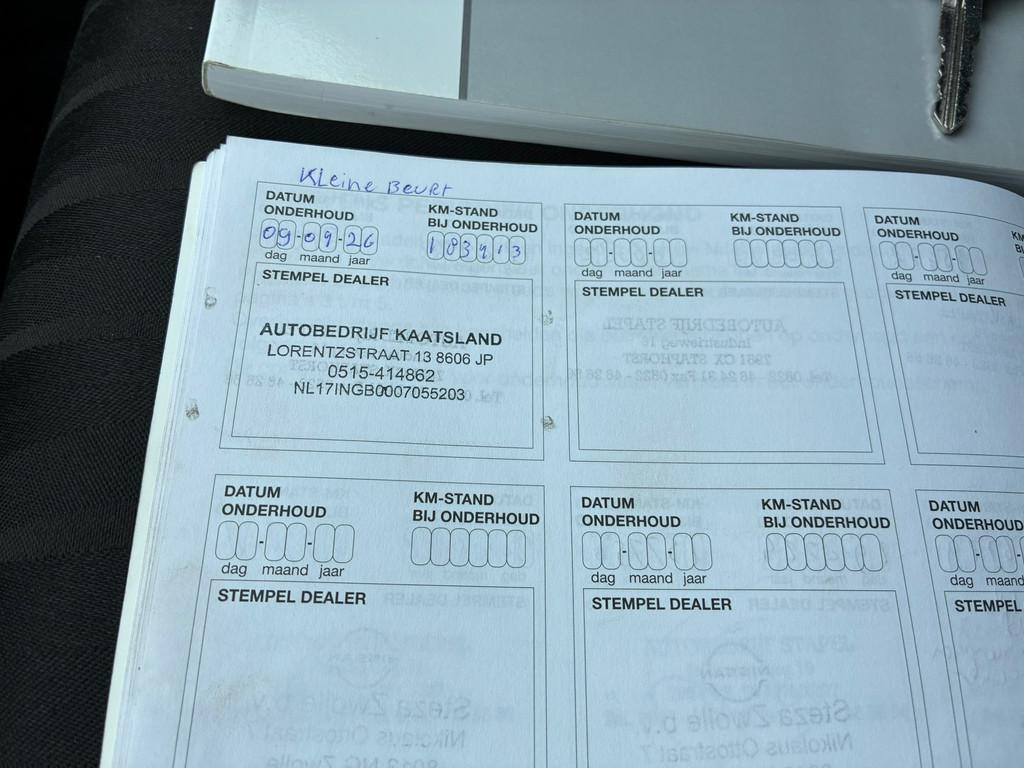 Kleine Beurt
DATUM ONDERHOUD
KM-STAND BIJ ONDERHOUD
09-09-26
183913
dag maand jaar
STEMPEL DEALER
AUTOBEDRIJF KAATSLAND
LORENTZSTRAAT 13 8606 JP
0515-414862
NL17INGB0007055203
DATUM ONDERHOUD
KM-STAND BIJ ONDERHOUD
dag maand jaar
STEMPEL DEALER
DATUM ONDERHOUD
dag maand jaar
STEMPEL DEALER
DATUM ONDERHOUD
KM-STAND BIJ ONDERHOUD
dag maand jaar
STEMPEL DEALER
DATUM ONDERHOUD
KM-STAND BIJ ONDERHOUD
dag maand jaar
STEMPEL DEALER
DATUM ONDERHOUD
dag maand
STEMPEL